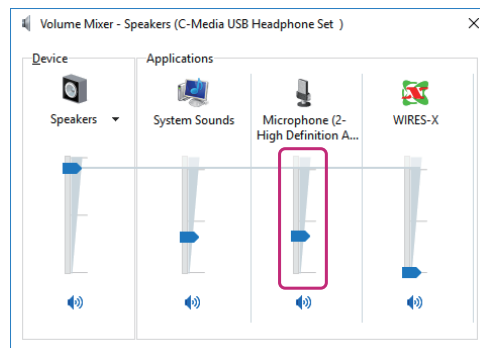 Volume Mixer - Speakers (C-Media USB Headphone Set )
Device
Applications
Speakers
System Sounds
Microphone (2-
High Definition A...
WIRES-X